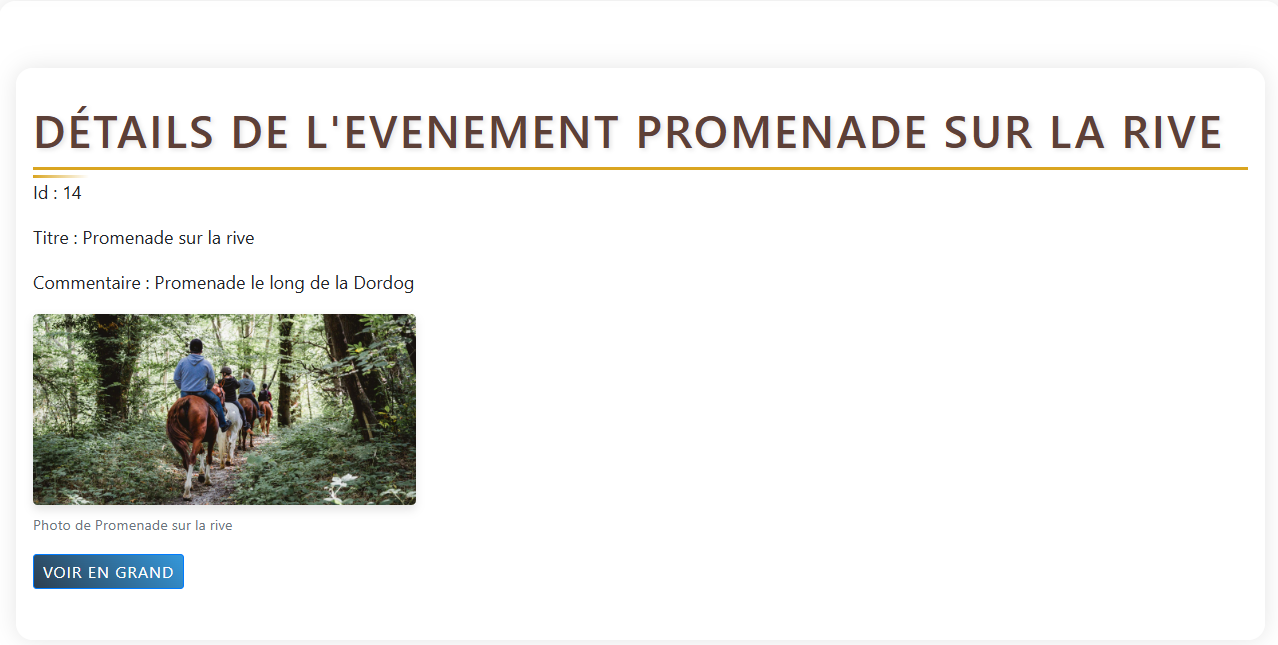 DÉTAILS DE L'EVENEMENT PROMENADE SUR LA RIVE
Id : 14
Titre : Promenade sur la rive
Commentaire : Promenade le long de la Dordog
Photo de Promenade sur la rive
VOIR EN GRAND